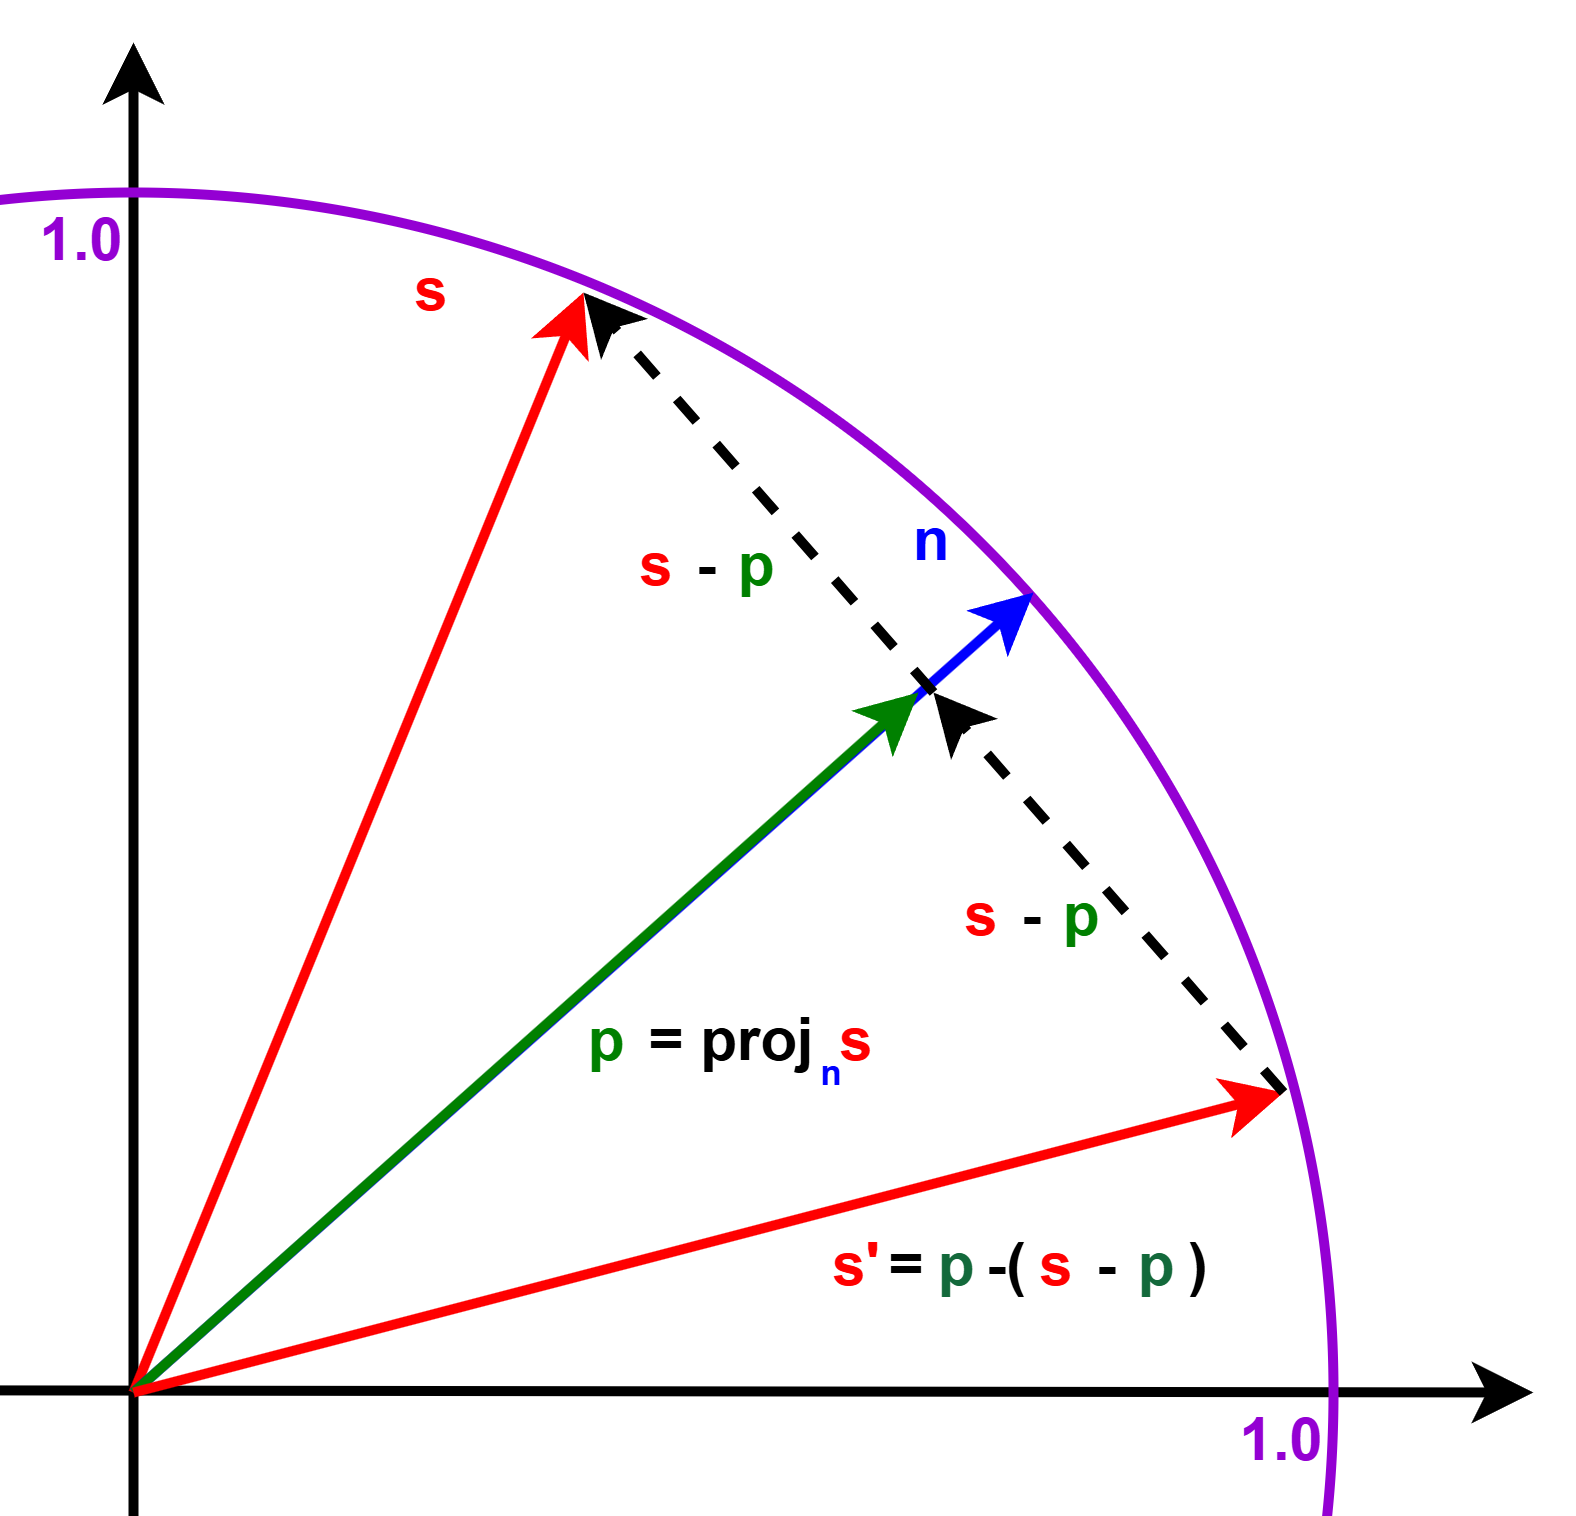 1.0
s
n
s - p
s - p
p = proj n s
s' = p -( s - p )
1.0